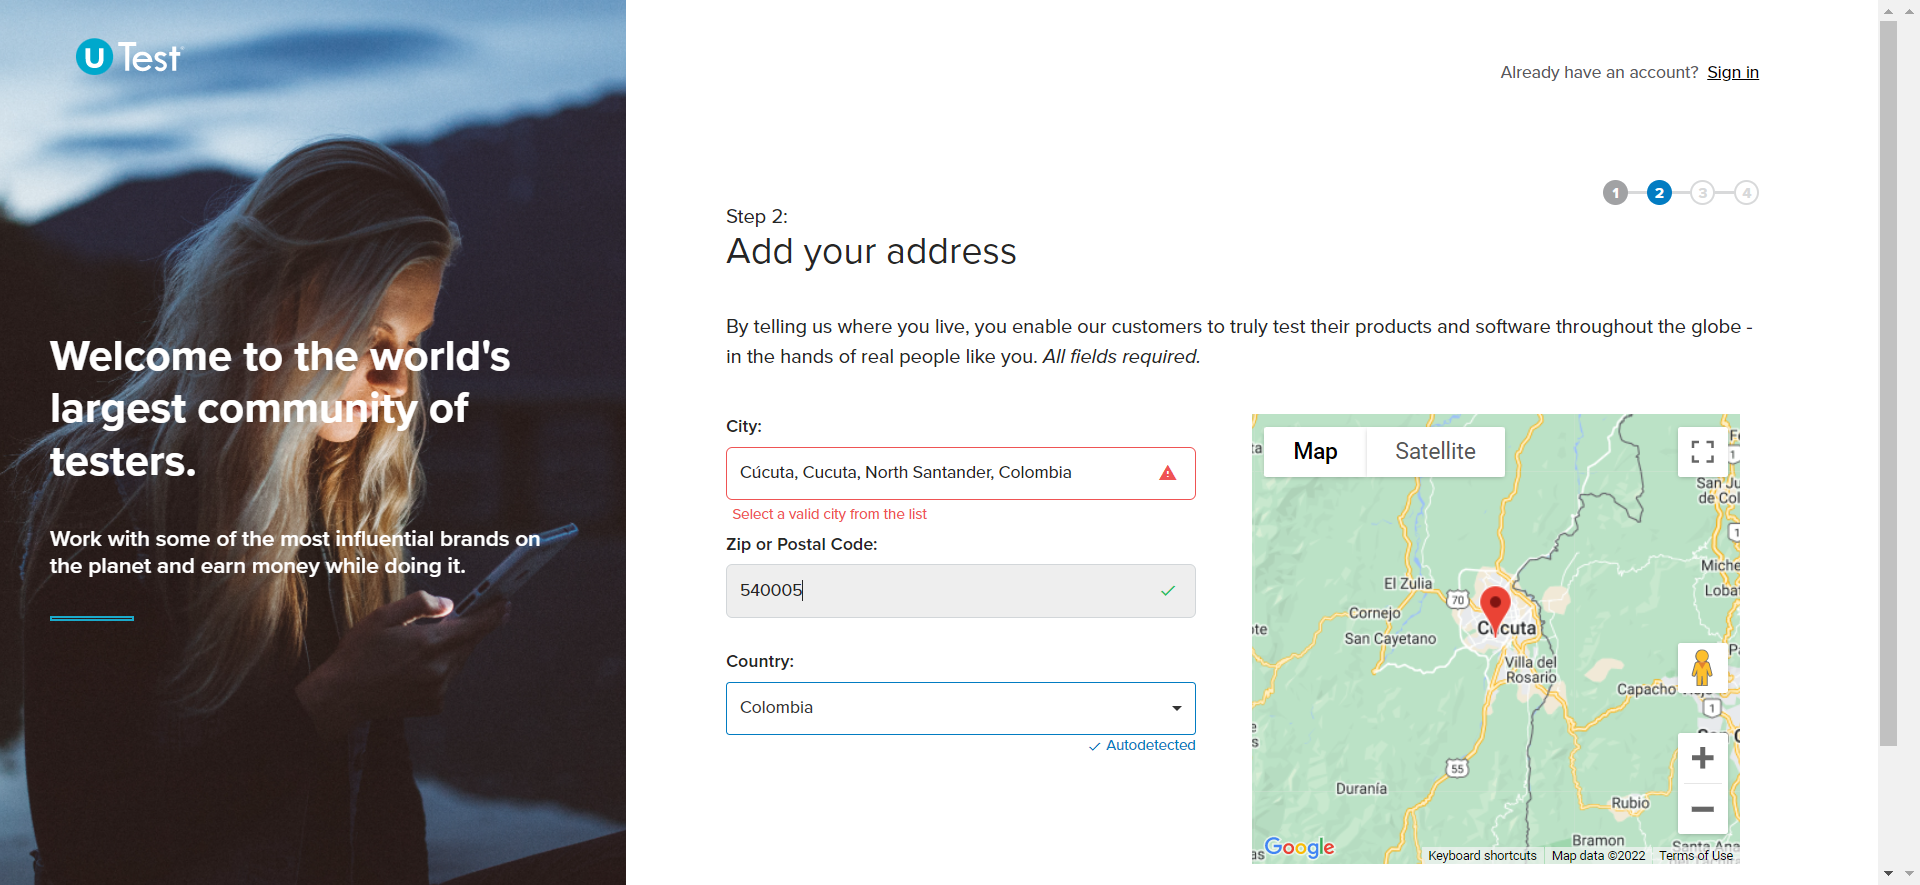 U Test
Welcome to the world's
largest community of
testers.
Work with some of the most influential brands on
the planet and earn money while doing it.
Already have an account? Sign in
1 2 3 4
Step 2:
Add your address
By telling us where you live, you enable our customers to truly test their products and software throughout the globe -
in the hands of real people like you. All fields required.
City:
Cúcuta, Cucuta, North Santander, Colombia
Select a valid city from the list
Zip or Postal Code:
540005
Country:
Colombia
Autodetected
Map Satellite
San Ju
de Col
1
Miche
Lobat
El Zulia
70
Cornejo
San Cayetano
Cucuta
Villa del
Rosario
Capacho
1
55
Duranía
Rubio
Bramon
Santa Ana
Google
Keyboard shortcuts Map data ©2022 Terms of Use